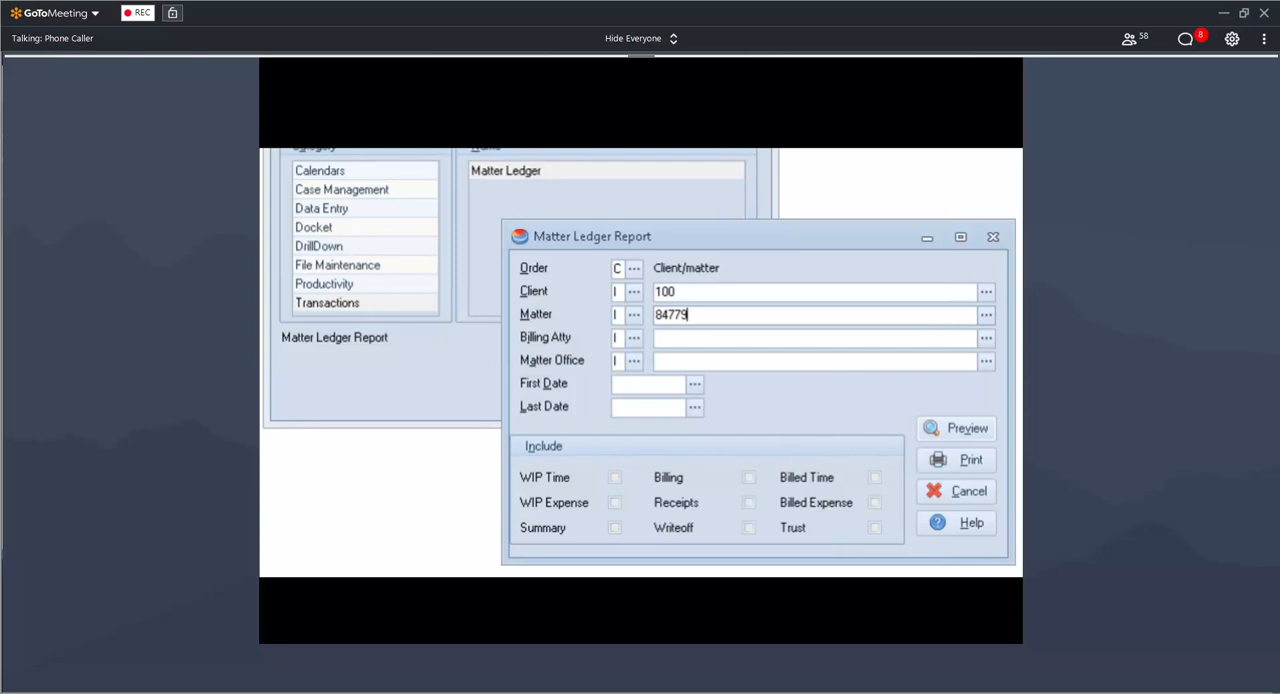 GoToMeeting REC
Talking: Phone Caller
Hide Everyone
58
8
Calendars
Case Management
Data Entry
Docket
DrillDown
File Maintenance
Productivity
Transactions
Matter Ledger
Matter Ledger Report
Matter Ledger Report
Order C Client/matter
Client I 100
Matter I 84779
Billing Atty I
Matter Office I
First Date
Last Date
Include
WIP Time Billing Billed Time
WIP Expense Receipts Billed Expense
Summary Writeoff Trust
Preview
Print
Cancel
Help